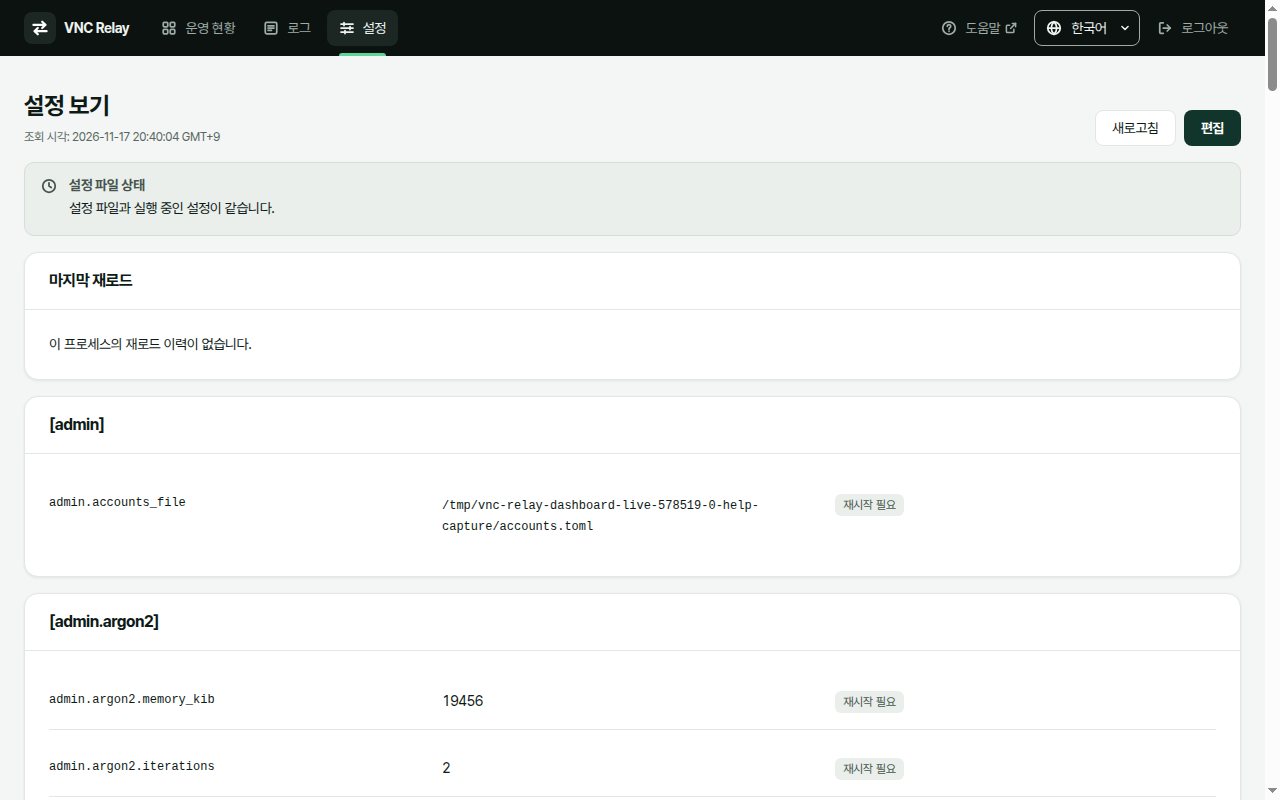 VNC Relay
운영 현황
로그
설정
도움말
한국어
로그아웃
설정 보기
조회 시각: 2026-11-17 20:40:04 GMT+9
새로고침
편집
설정 파일 상태
설정 파일과 실행 중인 설정이 같습니다.
마지막 재로드
이 프로세스의 재로드 이력이 없습니다.
[admin]
admin.accounts_file
/tmp/vnc-relay-dashboard-live-578519-0-help-
capture/accounts.toml
재시작 필요
[admin.argon2]
admin.argon2.memory_kib
19456
재시작 필요
admin.argon2.iterations
2
재시작 필요